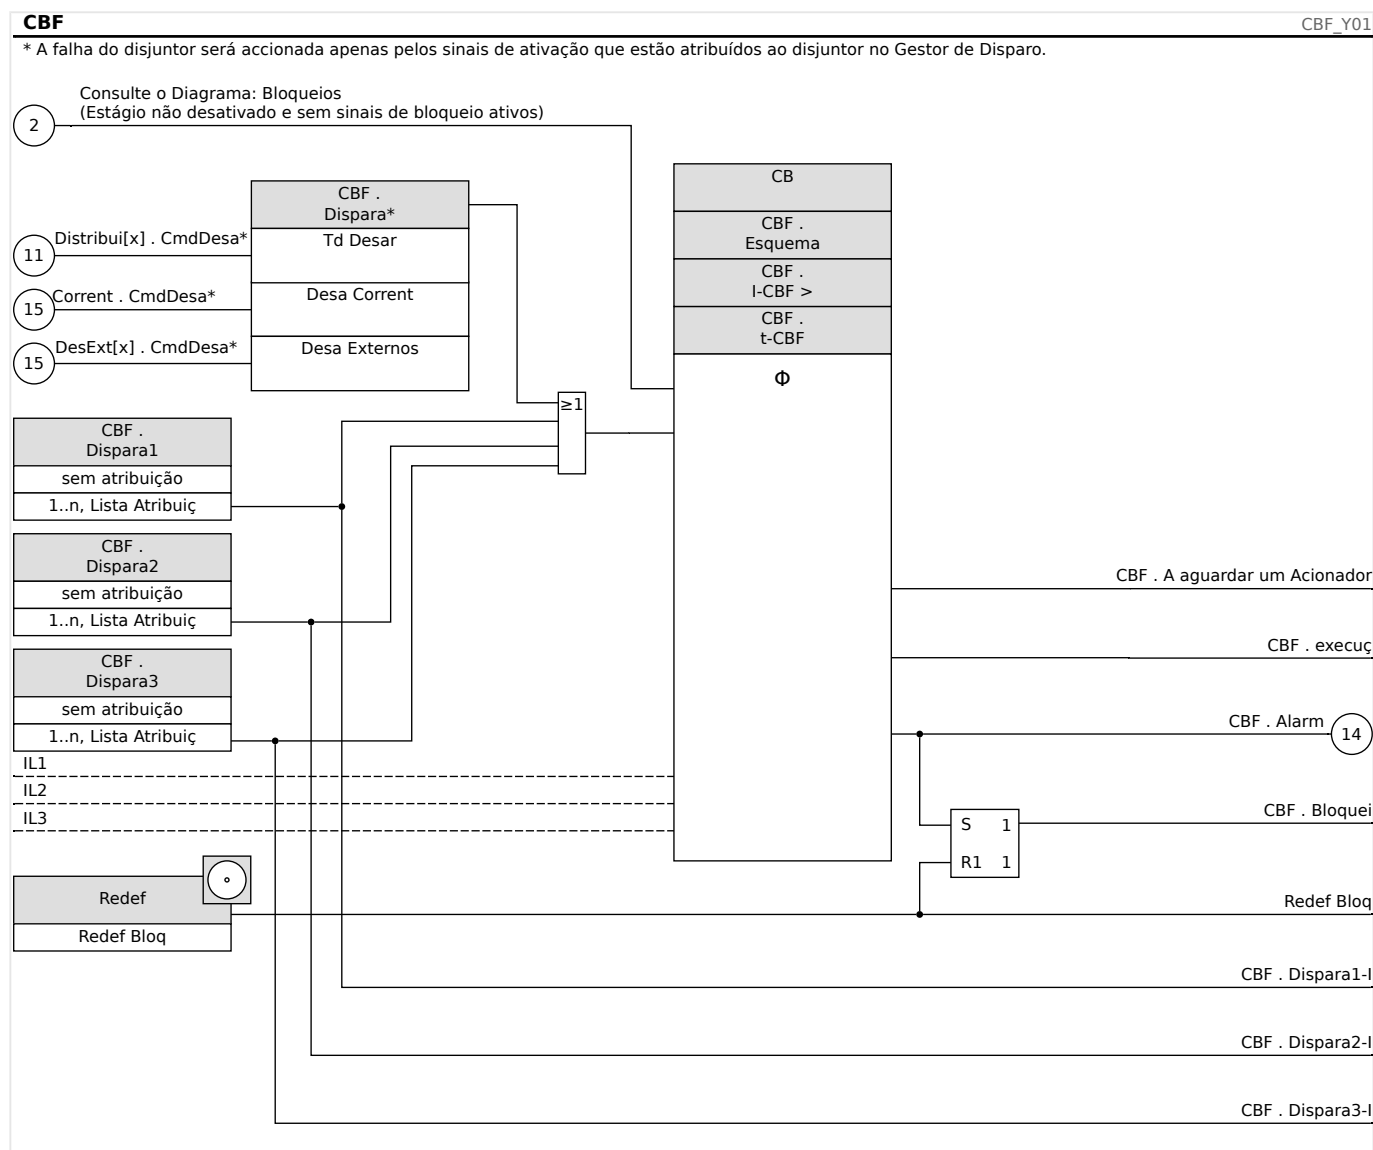 CBF
CBF_Y01
* A falha do disjuntor será accionada apenas pelos sinais de ativação que estão atribuídos ao disjuntor no Gestor de Disparo.
Consulte o Diagrama: Bloqueios
(Estágio não desativado e sem sinais de bloqueio ativos)
2
CBF .
Dispara*
Td Desar
Desa Corrent
Desa Externos
Distribui[x] . CmdDesa*
11
Corrent . CmdDesa*
15
DesExt[x] . CmdDesa*
15
CB
CBF .
Esquema
CBF .
I-CBF >
CBF .
t-CBF
Φ
≥1
CBF .
Dispara1
sem atribuição
1..n, Lista Atribuiç
CBF .
Dispara2
sem atribuição
1..n, Lista Atribuiç
CBF .
Dispara3
sem atribuição
1..n, Lista Atribuiç
IL1
IL2
IL3
CBF . A aguardar um Acionador
CBF . execuç
CBF . Alarm
14
S 1
R1 1
CBF . Bloquei
Redef
Redef Bloq
Redef Bloq
CBF . Dispara1-I
CBF . Dispara2-I
CBF . Dispara3-I